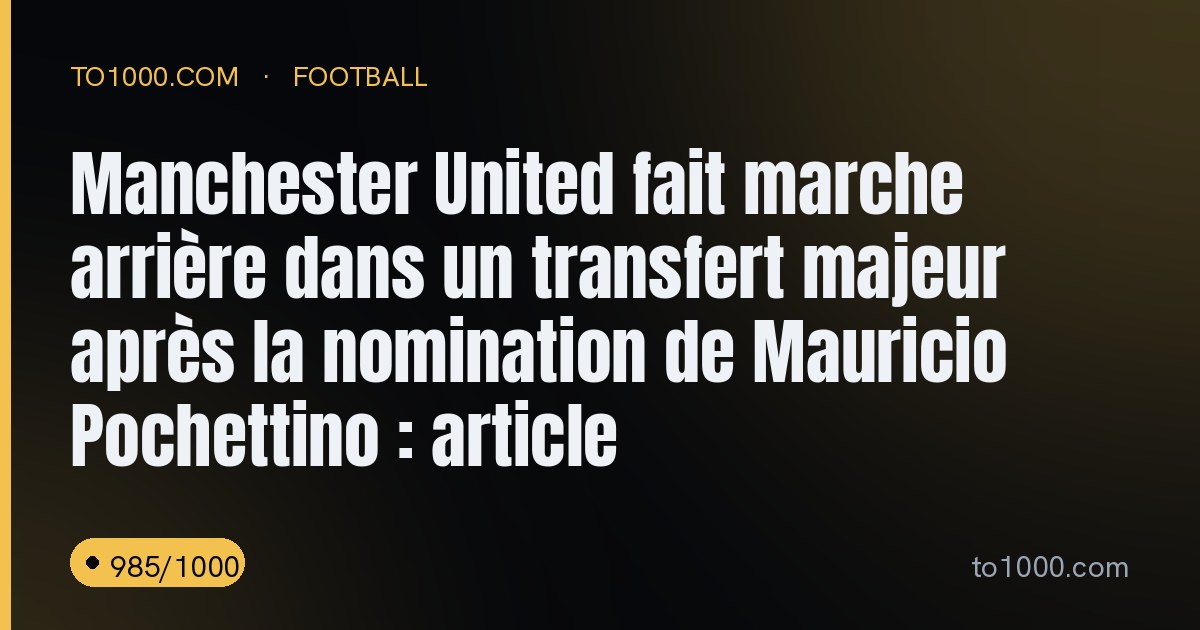 TO1000.COM · FOOTBALL
Manchester United fait marche
arrière dans un transfert majeur
après la nomination de Mauricio
Pochettino : article
985/1000
to1000.com